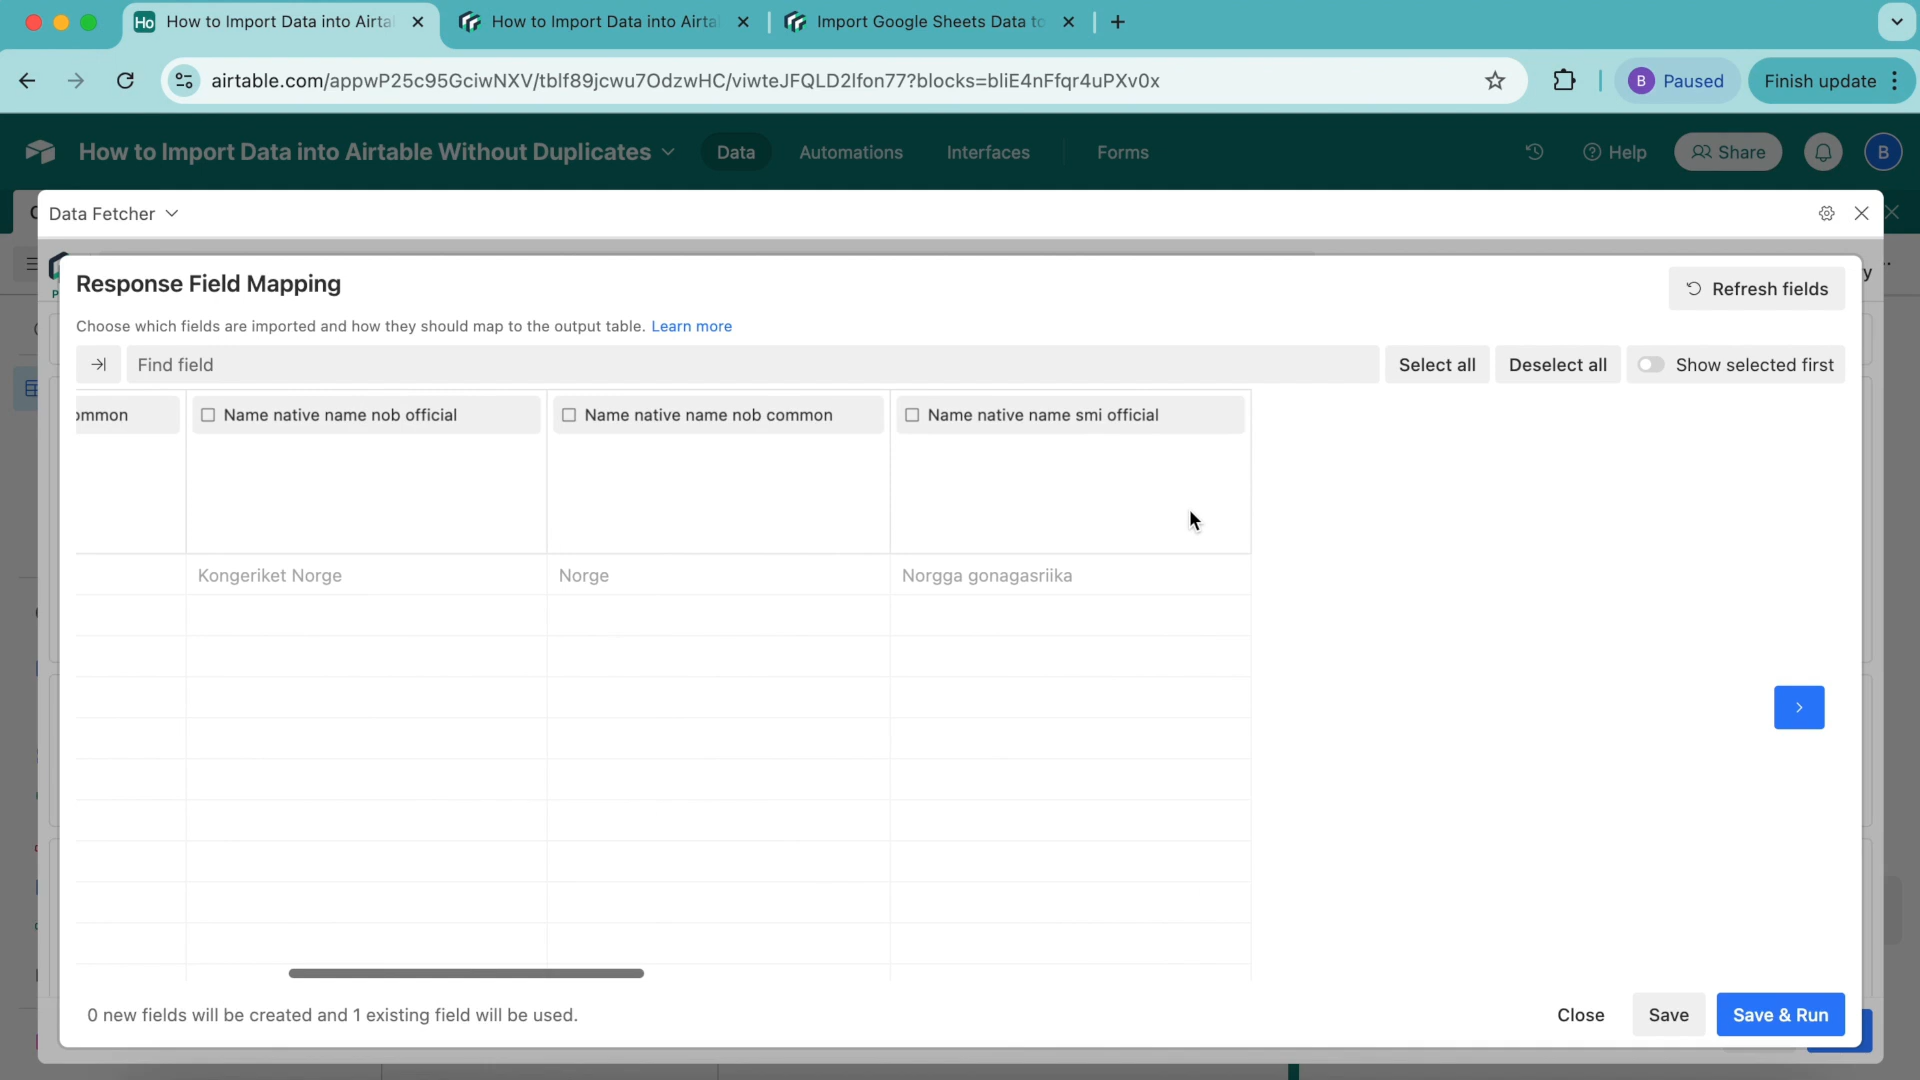 Ho How to Import Data into Airta
How to Import Data into Airta
Import Google Sheets Data to
airtable.com/appwP25c95GciwNXV/tblf89jcwu7OdzwHC/viwteJFQLD2lfon77?blocks=bliE4nFfqr4uPXv0x
B Paused
Finish update
How to Import Data into Airtable Without Duplicates
Data
Automations
Interfaces
Forms
Help
Share
B
Data Fetcher
Response Field Mapping
Refresh fields
Choose which fields are imported and how they should map to the output table. Learn more
Find field
Select all
Deselect all
Show selected first
ommon
Name native name nob official
Name native name nob common
Name native name smi official
Kongeriket Norge
Norge
Norgga gonagasriika
0 new fields will be created and 1 existing field will be used.
Close
Save
Save & Run